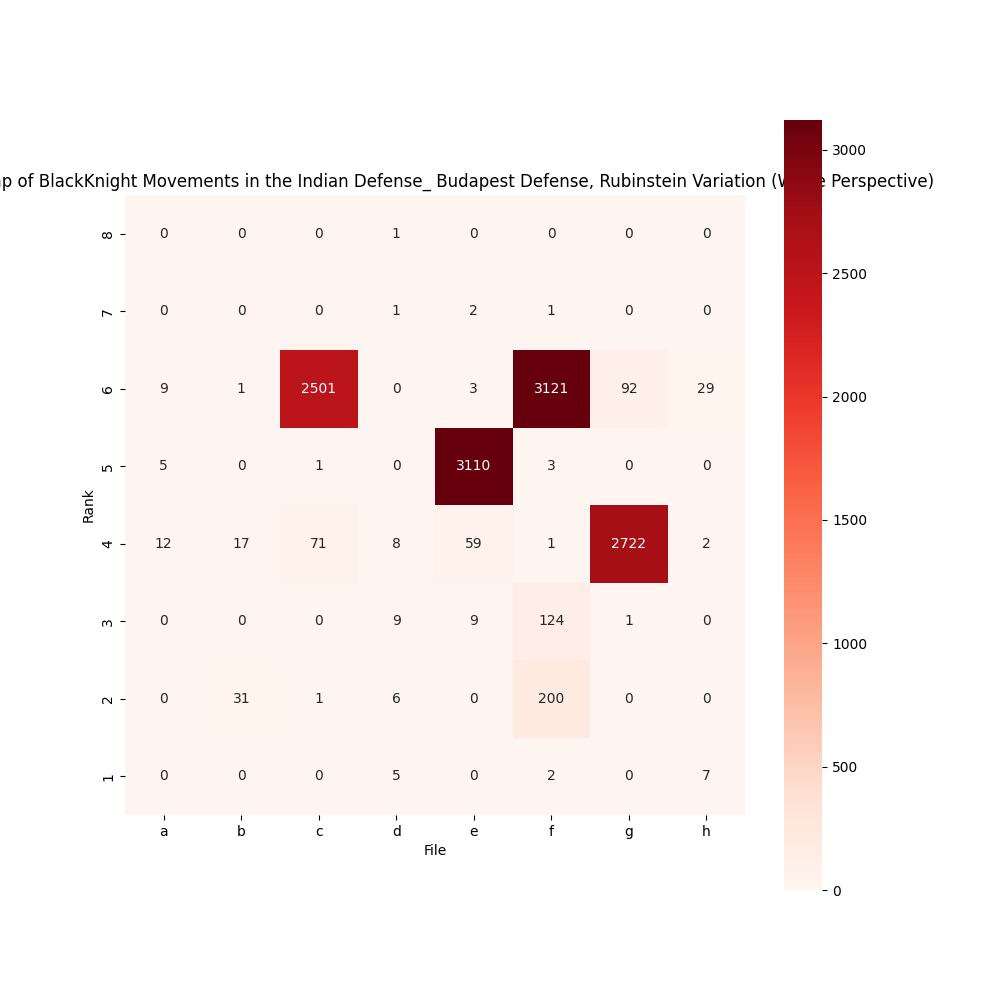 of BlackKnight Movements in the Indian Defense_ Budapest Defense, Rubinstein Variation ( Perspective)
3000
2500
2000
1500
1000
500
0
8 0 0 0 1 0 0 0 0
7 0 0 0 1 2 1 0 0
6 9 1 2501 0 3 3121 92 29
5 5 0 1 0 3110 3 0 0
4 12 17 71 8 59 1 2722 2
3 0 0 0 9 9 124 1 0
2 0 31 1 6 0 200 0 0
1 0 0 0 5 0 2 0 7
a b c d e f g h
Rank
File